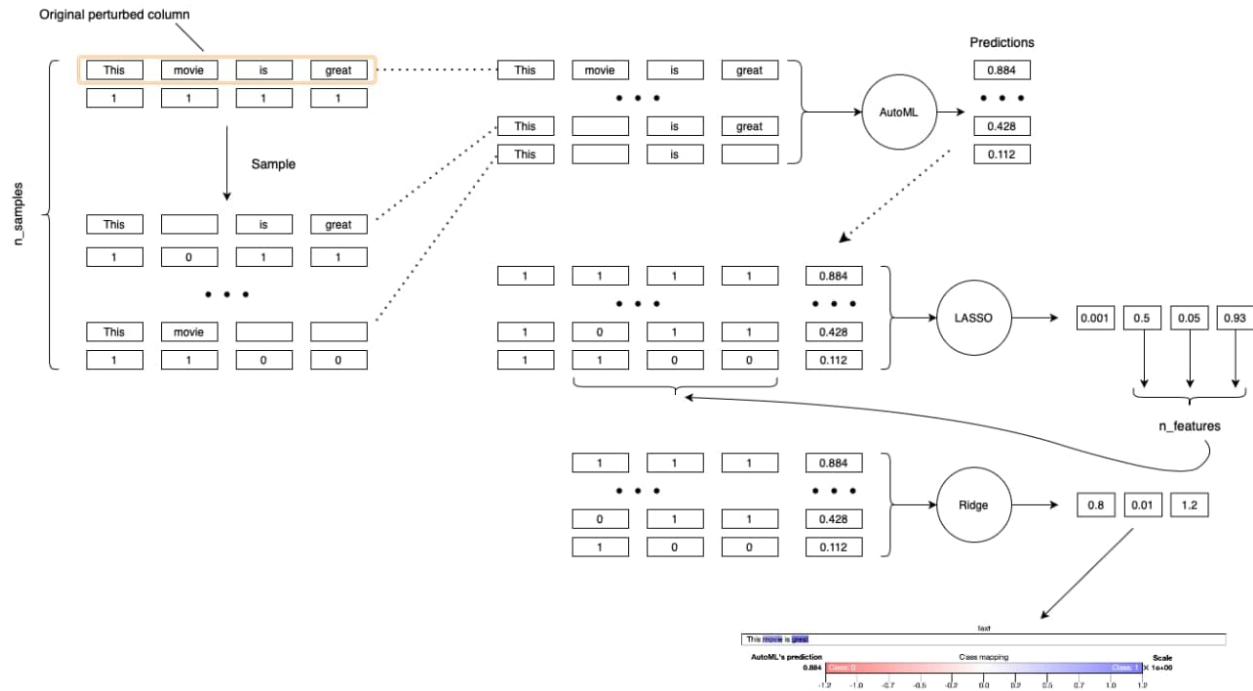 Original perturbed column
This movie is great
1 1 1 1
Sample
n_samples
This is great
1 0 1 1
This movie
1 1 0 0
This movie is great
This is great
This is
AutoML
Predictions
0.884
0.428
0.112
1 1 1 1 0.884
1 0 1 1 0.428
1 1 0 0 0.112
LASSO
0.001 0.5 0.05 0.93
n_features
1 1 1 0.884
0 1 1 0.428
1 0 0 0.112
Ridge
0.8 0.01 1.2
text
This movie is great
AutoML's prediction
0.884
Class mapping
Class: 0
Class: 1
Scale
X 1e+00
-1.2 -1.0 -0.7 -0.5 -0.2 0.0 0.2 0.5 0.7 1.0 1.2